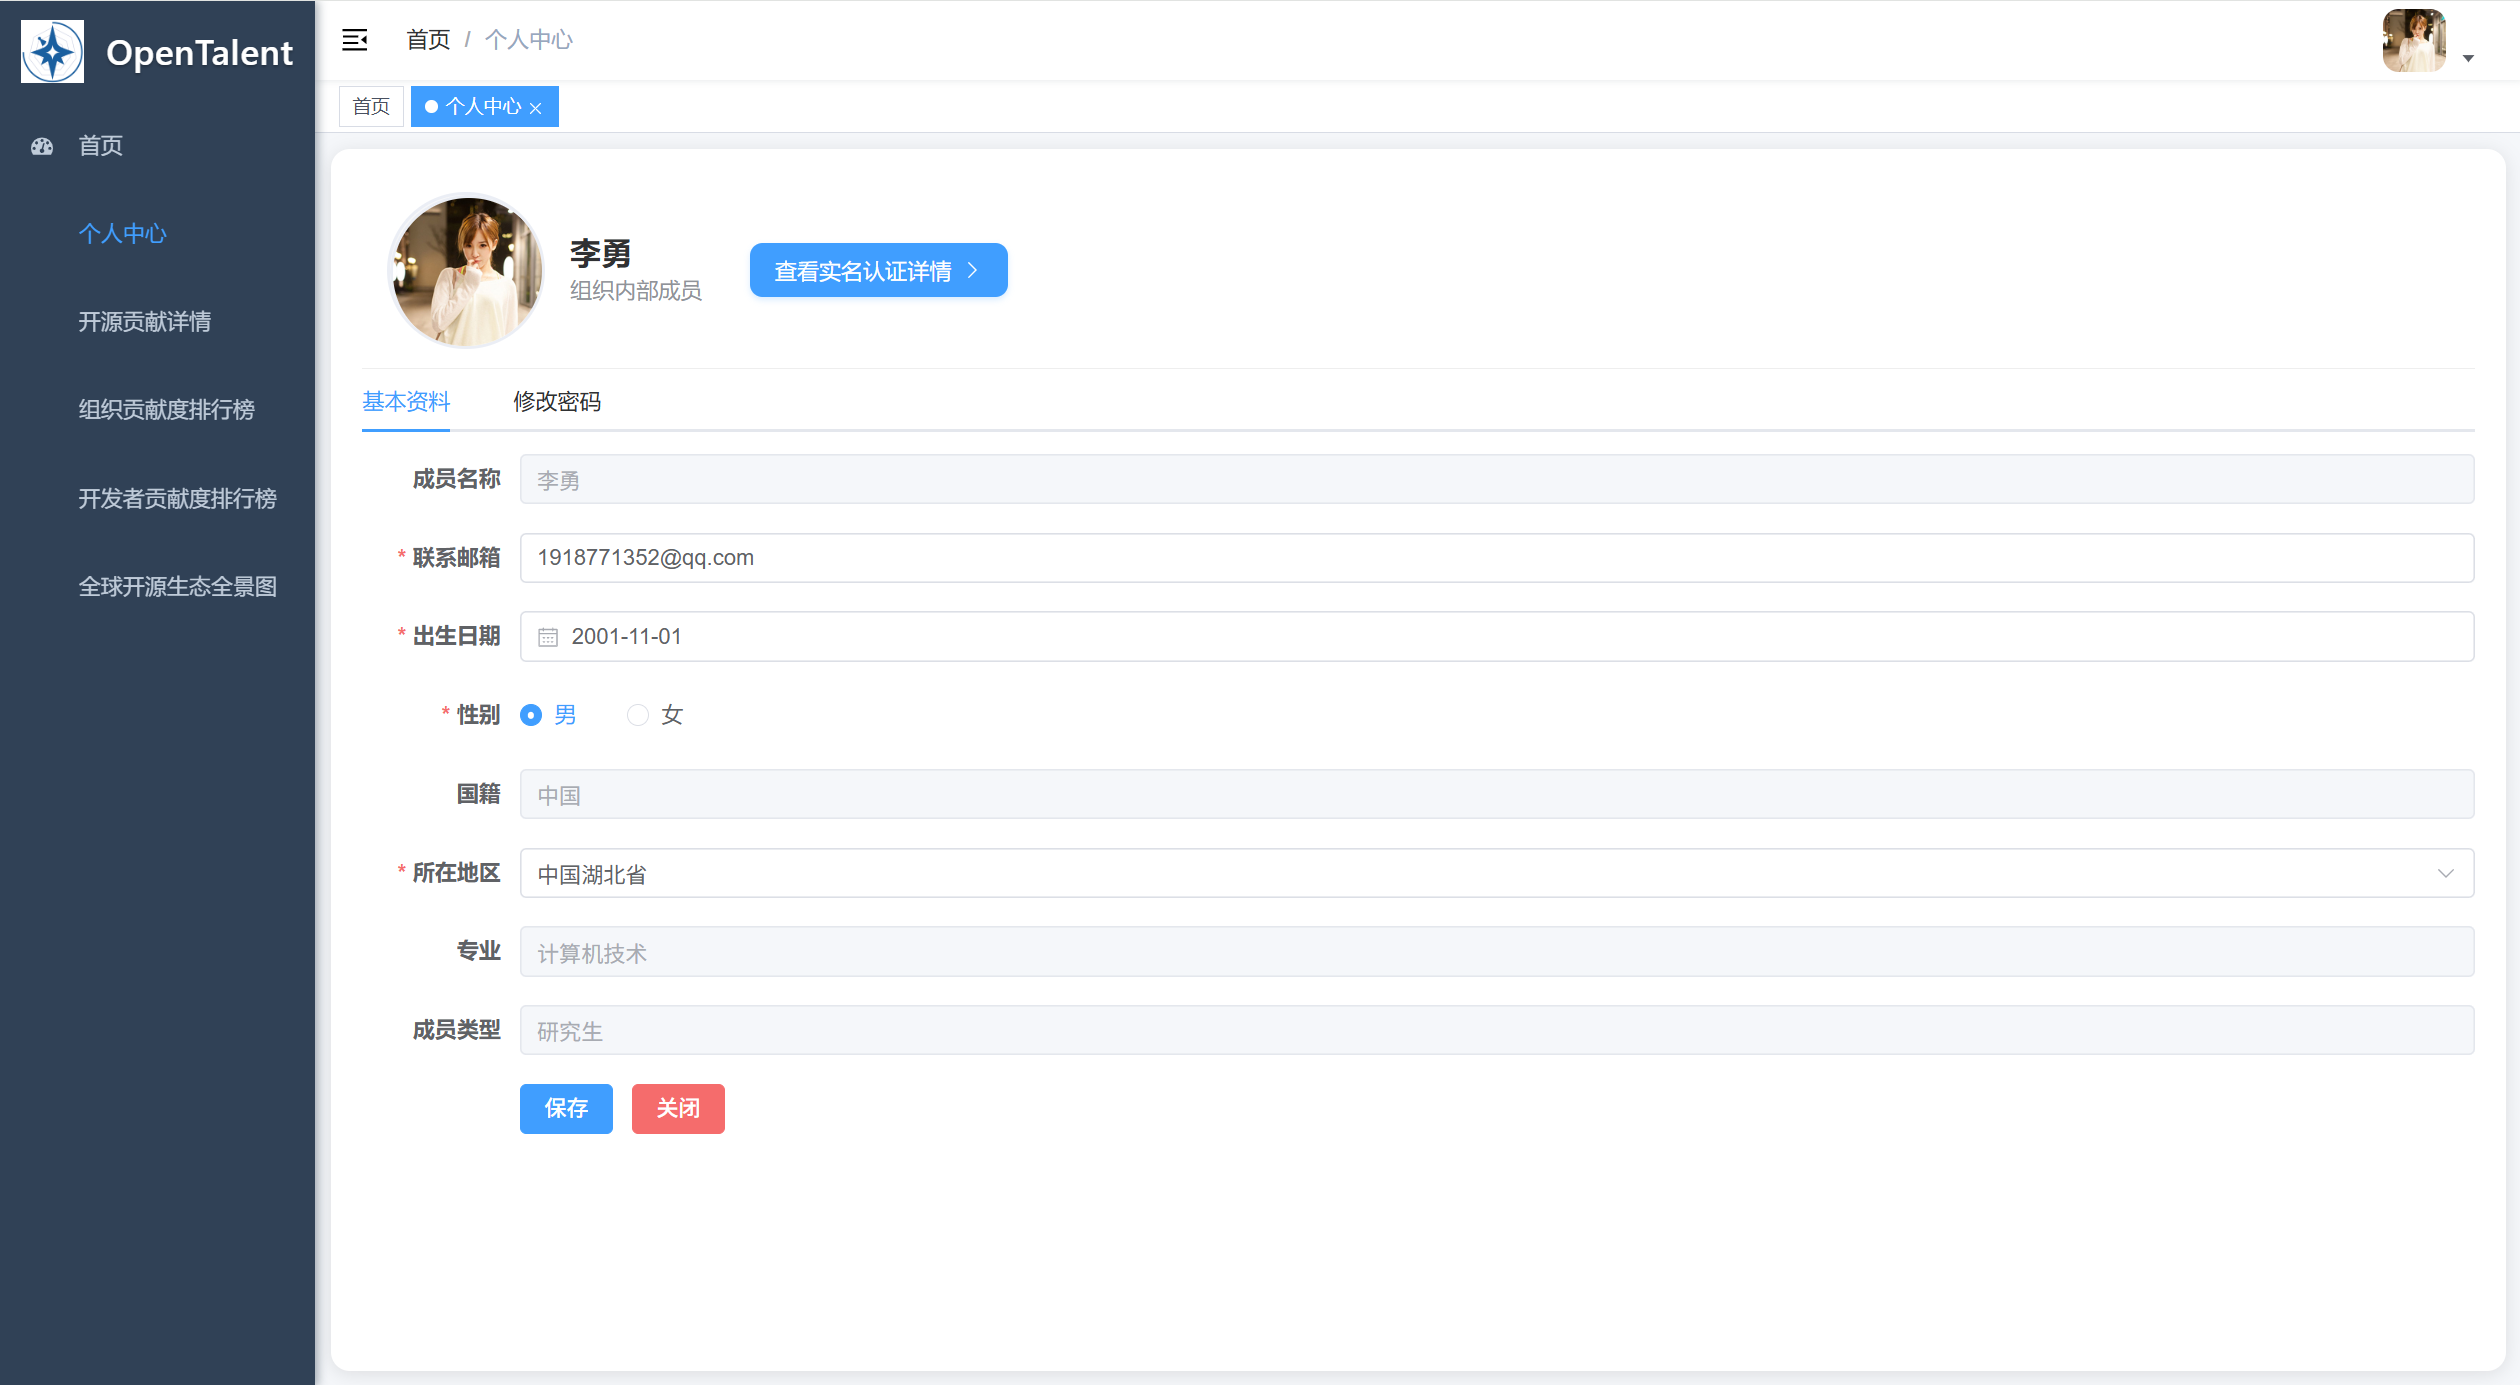 OpenTalent
首页
个人中心
开源贡献详情
组织贡献度排行榜
开发者贡献度排行榜
全球开源生态全景图
首页 / 个人中心
首页
个人中心
李勇
组织内部成员
查看实名认证详情
基本资料
修改密码
成员名称 李勇
* 联系邮箱 1918771352@qq.com
* 出生日期 2001-11-01
* 性别 男 女
国籍 中国
* 所在地区 中国湖北省
专业 计算机技术
成员类型 研究生
保存 关闭